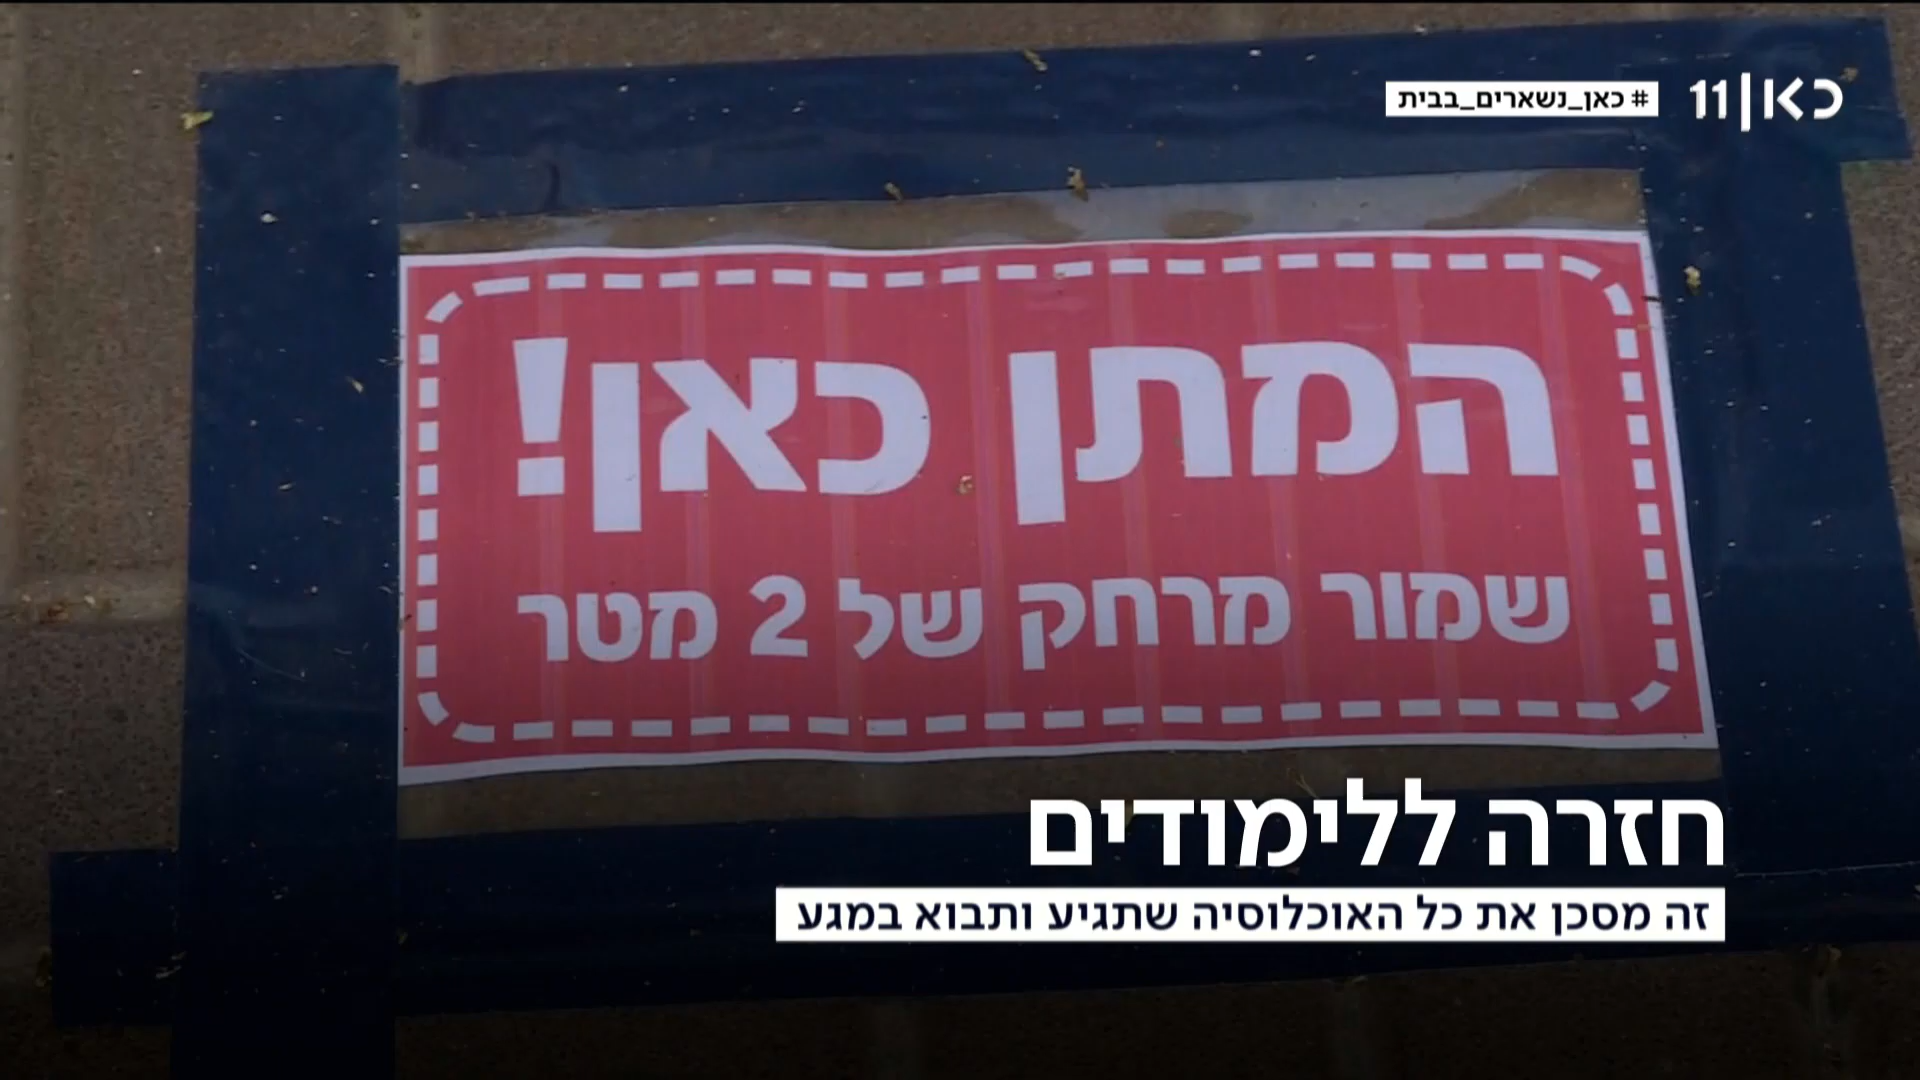 #כאן_נשארים_בבית
כאן|11
המתן כאן!
שמור מרחק של 2 מטר
חזרה ללימודים
זה מסכן את כל האוכלוסיה שתגיע ותבוא במגע